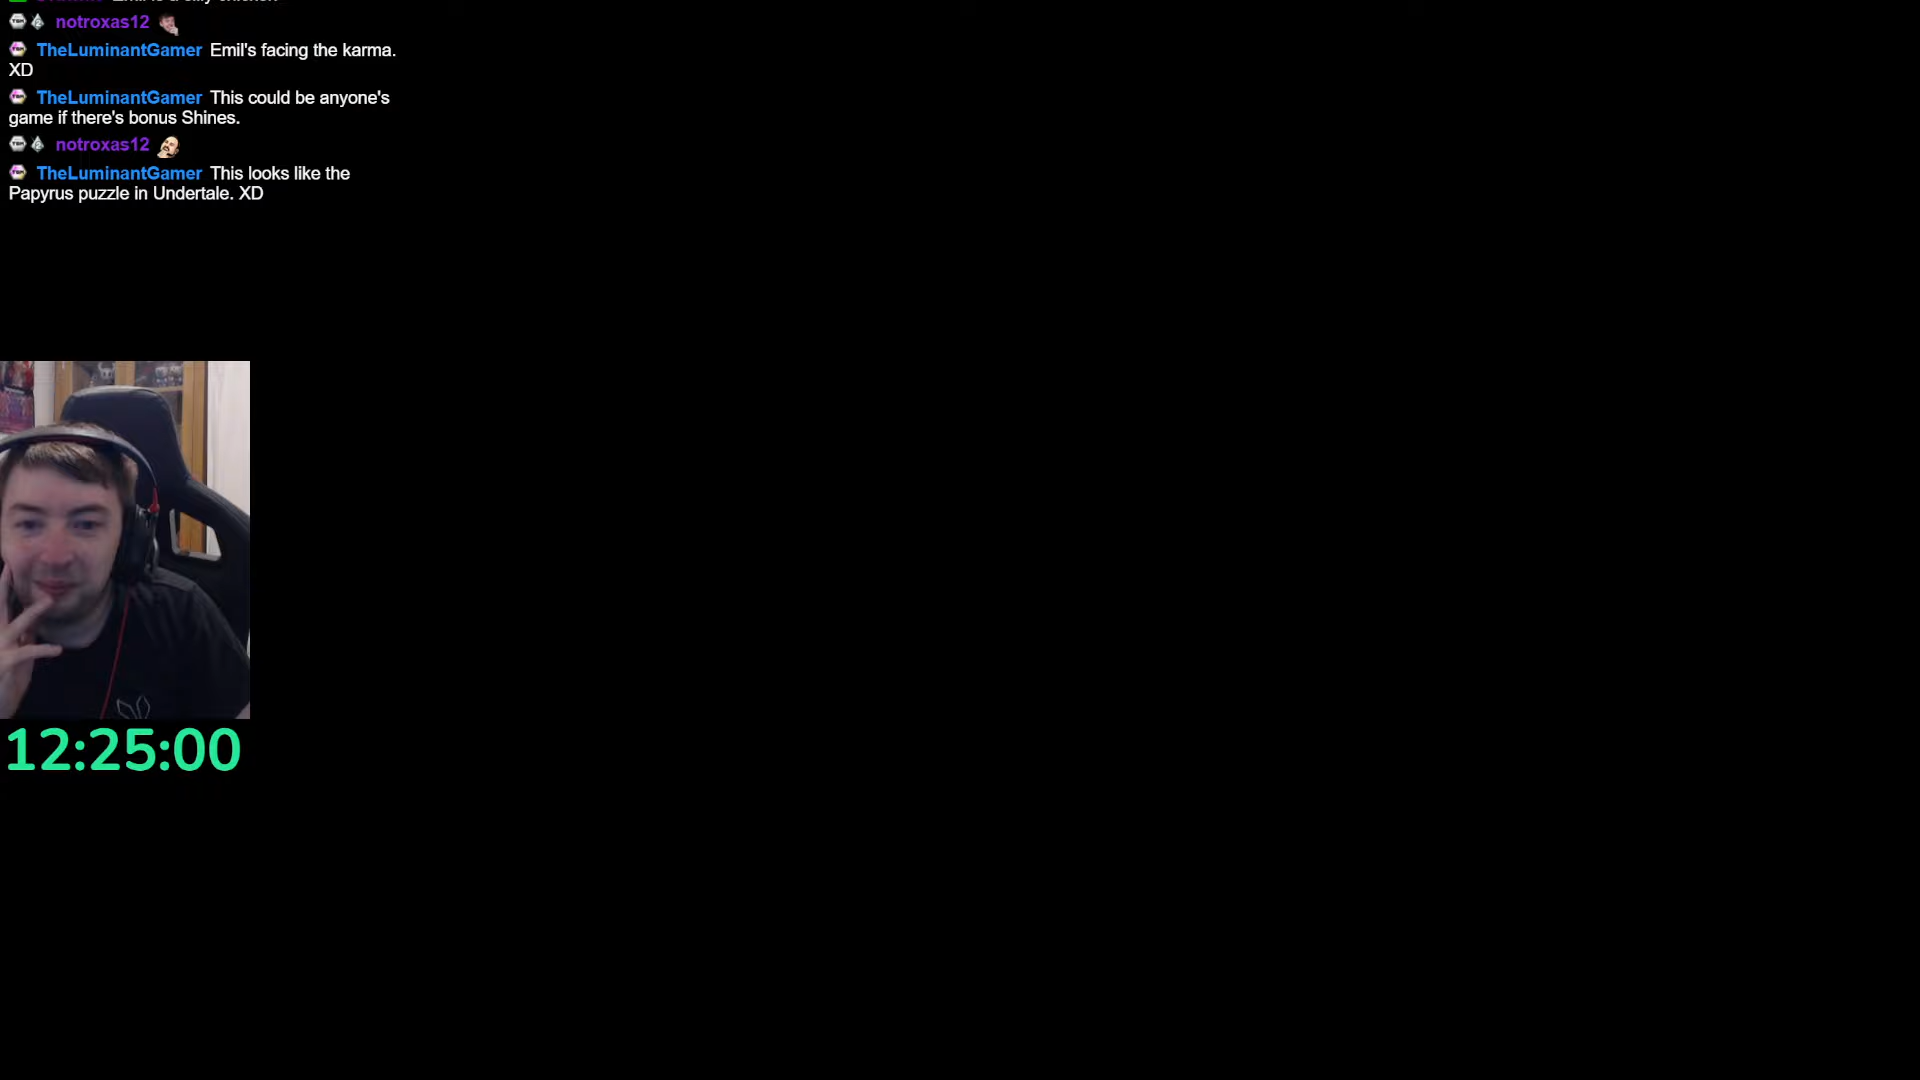 notroxas12
TheLuminantGamer Emil's facing the karma.
XD
TheLuminantGamer This could be anyone's
game if there's bonus Shines.
notroxas12
TheLuminantGamer This looks like the
Papyrus puzzle in Undertale. XD
12:25:00